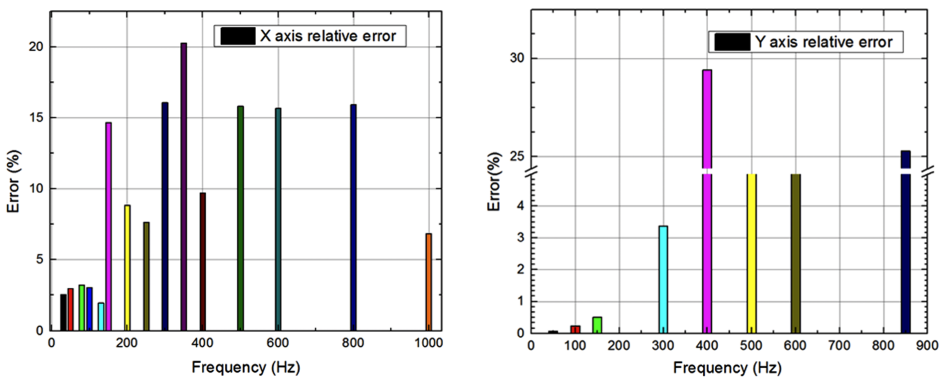 X axis relative error
20
15
10
5
0
Error (%)
0 200 400 600 800 1000
Frequency (Hz)
Y axis relative error
30
25
4
3
2
1
0
Error(%)
0 100 200 300 400 500 600 700 800 900
Frequency (Hz)